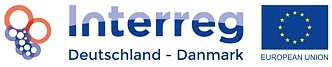 Interreg
Deutschland - Danmark
EUROPEAN UNION